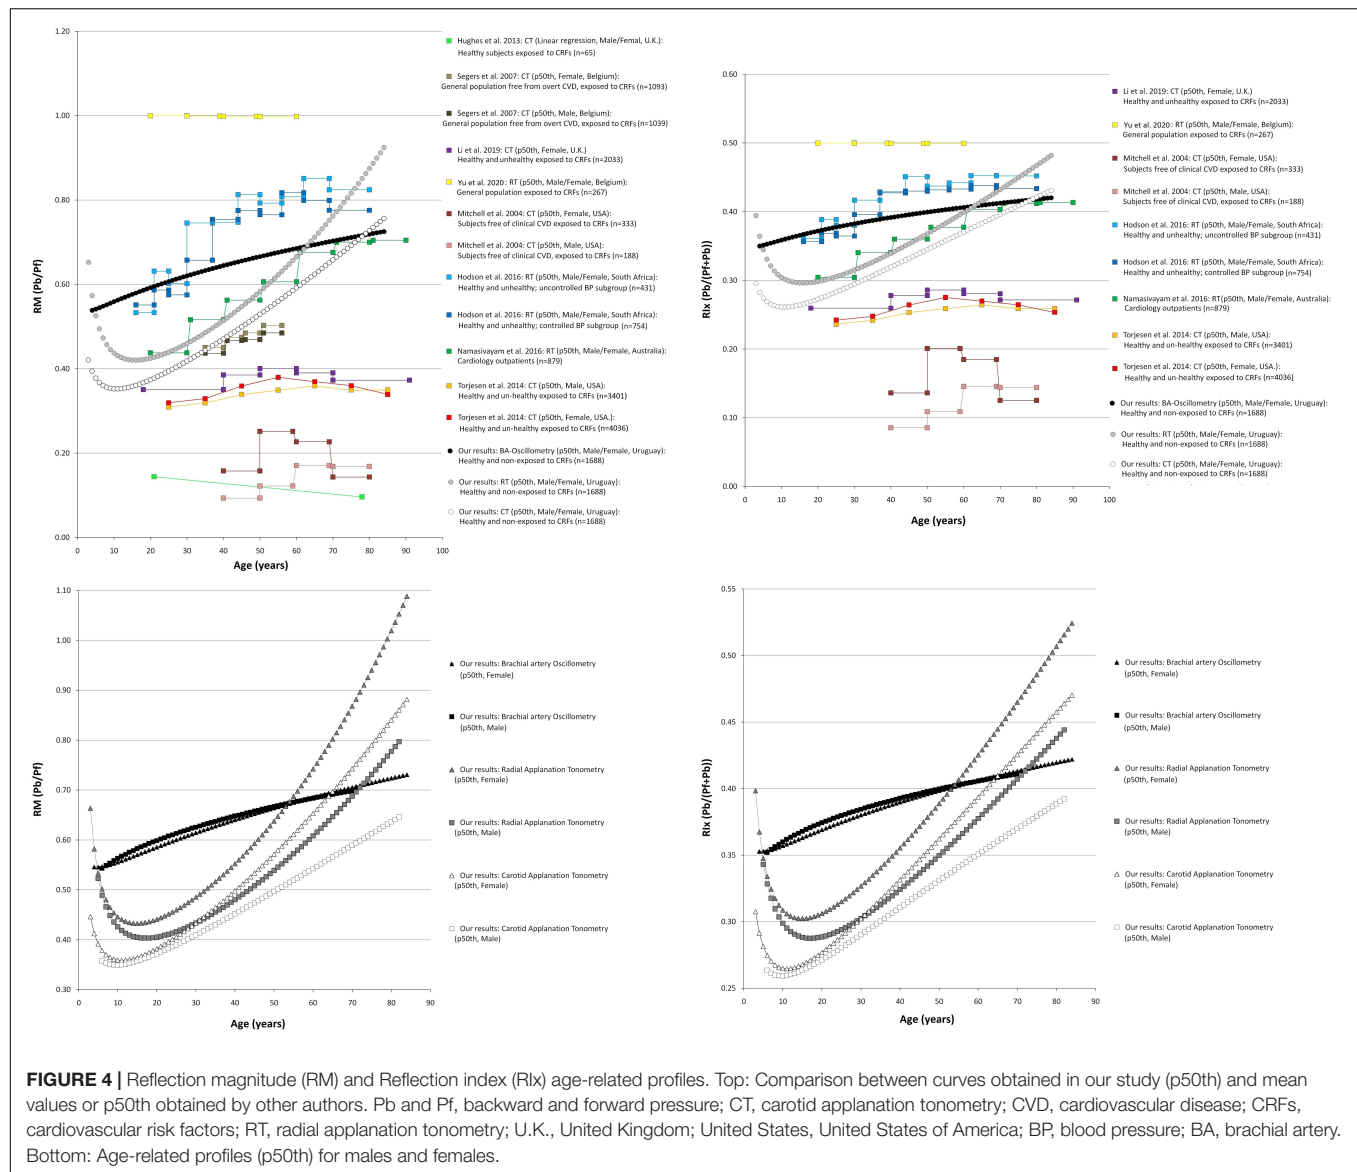 1.20
1.00
0.80
0.60
0.40
0.20
0.00
RM (Pb/Pf)
0 10 20 30 40 50 60 70 80 90 100
Age (years)
Hughes et al. 2013: CT (Linear regression, Male/Femal, U.K.):
Healthy subjects exposed to CRFs (n=65)
Segers et al. 2007: CT (p50th, Female, Belgium):
General population free from overt CVD, exposed to CRFs (n=1093)
Segers et al. 2007: CT (p50th, Male, Belgium):
General population free from overt CVD, exposed to CRFs (n=1039)
Li et al. 2019: CT (p50th, Female, U.K.)
Healthy and unhealthy exposed to CRFs (n=2033)
Yu et al. 2020: RT (p50th, Male/Female, Belgium):
General population exposed to CRFs (n=267)
Mitchell et al. 2004: CT (p50th, Female, USA):
Subjects free of clinical CVD exposed to CRFs (n=333)
Mitchell et al. 2004: CT (p50th, Male, USA):
Subjects free of clinical CVD, exposed to CRFs (n=188)
Hodson et al. 2016: RT (p50th, Male/Female, South Africa):
Healthy and unhealthy; uncontrolled BP subgroup (n=431)
Hodson et al. 2016: RT (p50th, Male/Female, South Africa):
Healthy and unhealthy; controlled BP subgroup (n=754)
Namasivayam et al. 2016: RT (p50th, Male/Female, Australia):
Cardiology outpatients (n=879)
Torjesen et al. 2014: CT (p50th, Male, USA):
Healthy and un-healthy exposed to CRFs (n=3401)
Torjesen et al. 2014: CT (p50th, Female, USA.):
Healthy and un-healthy exposed to CRFs (n=4036)
Our results: BA-Oscillometry (p50th, Male/Female, Uruguay):
Healthy and non-exposed to CRFs (n=1688)
Our results: RT (p50th, Male/Female, Uruguay):
Healthy and non-exposed to CRFs (n=1688)
Our results: CT (p50th, Male/Female, Uruguay):
Healthy and non-exposed to CRFs (n=1688)
0.60
0.50
0.40
0.30
0.20
0.10
0.00
RIx (Pb/(Pf+Pb))
0 10 20 30 40 50 60 70 80 90 100
Age (years)
Li et al. 2019: CT (p50th, Female, U.K.)
Healthy and unhealthy exposed to CRFs (n=2033)
Yu et al. 2020: RT (p50th, Male/Female, Belgium):
General population exposed to CRFs (n=267)
Mitchell et al. 2004: CT (p50th, Female, USA):
Subjects free of clinical CVD exposed to CRFs (n=333)
Mitchell et al. 2004: CT (p50th, Male, USA):
Subjects free of clinical CVD, exposed to CRFs (n=188)
Hodson et al. 2016: RT (p50th, Male/Female, South Africa):
Healthy and unhealthy; uncontrolled BP subgroup (n=431)
Hodson et al. 2016: RT (p50th, Male/Female, South Africa):
Healthy and unhealthy; controlled BP subgroup (n=754)
Namasivayam et al. 2016: RT(p50th, Male/Female, Australia):
Cardiology outpatients (n=879)
Torjesen et al. 2014: CT (p50th, Male, USA):
Healthy and un-healthy exposed to CRFs (n=3401)
Torjesen et al. 2014: CT (p50th, Female, USA.):
Healthy and un-healthy exposed to CRFs (n=4036)
Our results: BA-Oscillometry (p50th, Male/Female, Uruguay):
Healthy and non-exposed to CRFs (n=1688)
Our results: RT (p50th, Male/Female, Uruguay):
Healthy and non-exposed to CRFs (n=1688)
Our results: CT (p50th, Male/Female, Uruguay):
Healthy and non-exposed to CRFs (n=1688)
1.10
1.00
0.90
0.80
0.70
0.60
0.50
0.40
0.30
RM (Pb/Pf)
0 10 20 30 40 50 60 70 80 90
Age (years)
Our results: Brachial artery Oscillometry
(p50th, Female)
Our results: Brachial artery Oscillometry
(p50th, Male)
Our results: Radial Applanation Tonometry
(p50th, Female)
Our results: Radial Applanation Tonometry
(p50th, Male)
Our results: Carotid Applanation Tonometry
(p50th, Female)
Our results: Carotid Applanation Tonometry
(p50th, Male)
0.55
0.50
0.45
0.40
0.35
0.30
0.25
RIx (Pb/(Pf+Pb))
0 10 20 30 40 50 60 70 80 90
Age (years)
Our results: Brachial artery Oscillometry
(p50th, Female)
Our results: Brachial artery Oscillometry
(p50th, Male)
Our results: Radial Applanation Tonometry
(p50th, Female)
Our results: Radial Applanation Tonometry
(p50th, Male)
Our results: Carotid Applanation Tonometry
(p50th, Female)
Our results: Carotid Applanation Tonometry
(p50th, Male)
FIGURE 4 | Reflection magnitude (RM) and Reflection index (RIx) age-related profiles. Top: Comparison between curves obtained in our study (p50th) and mean
values or p50th obtained by other authors. Pb and Pf, backward and forward pressure; CT, carotid applanation tonometry; CVD, cardiovascular disease; CRFs,
cardiovascular risk factors; RT, radial applanation tonometry; U.K., United Kingdom; United States, United States of America; BP, blood pressure; BA, brachial artery.
Bottom: Age-related profiles (p50th) for males and females.